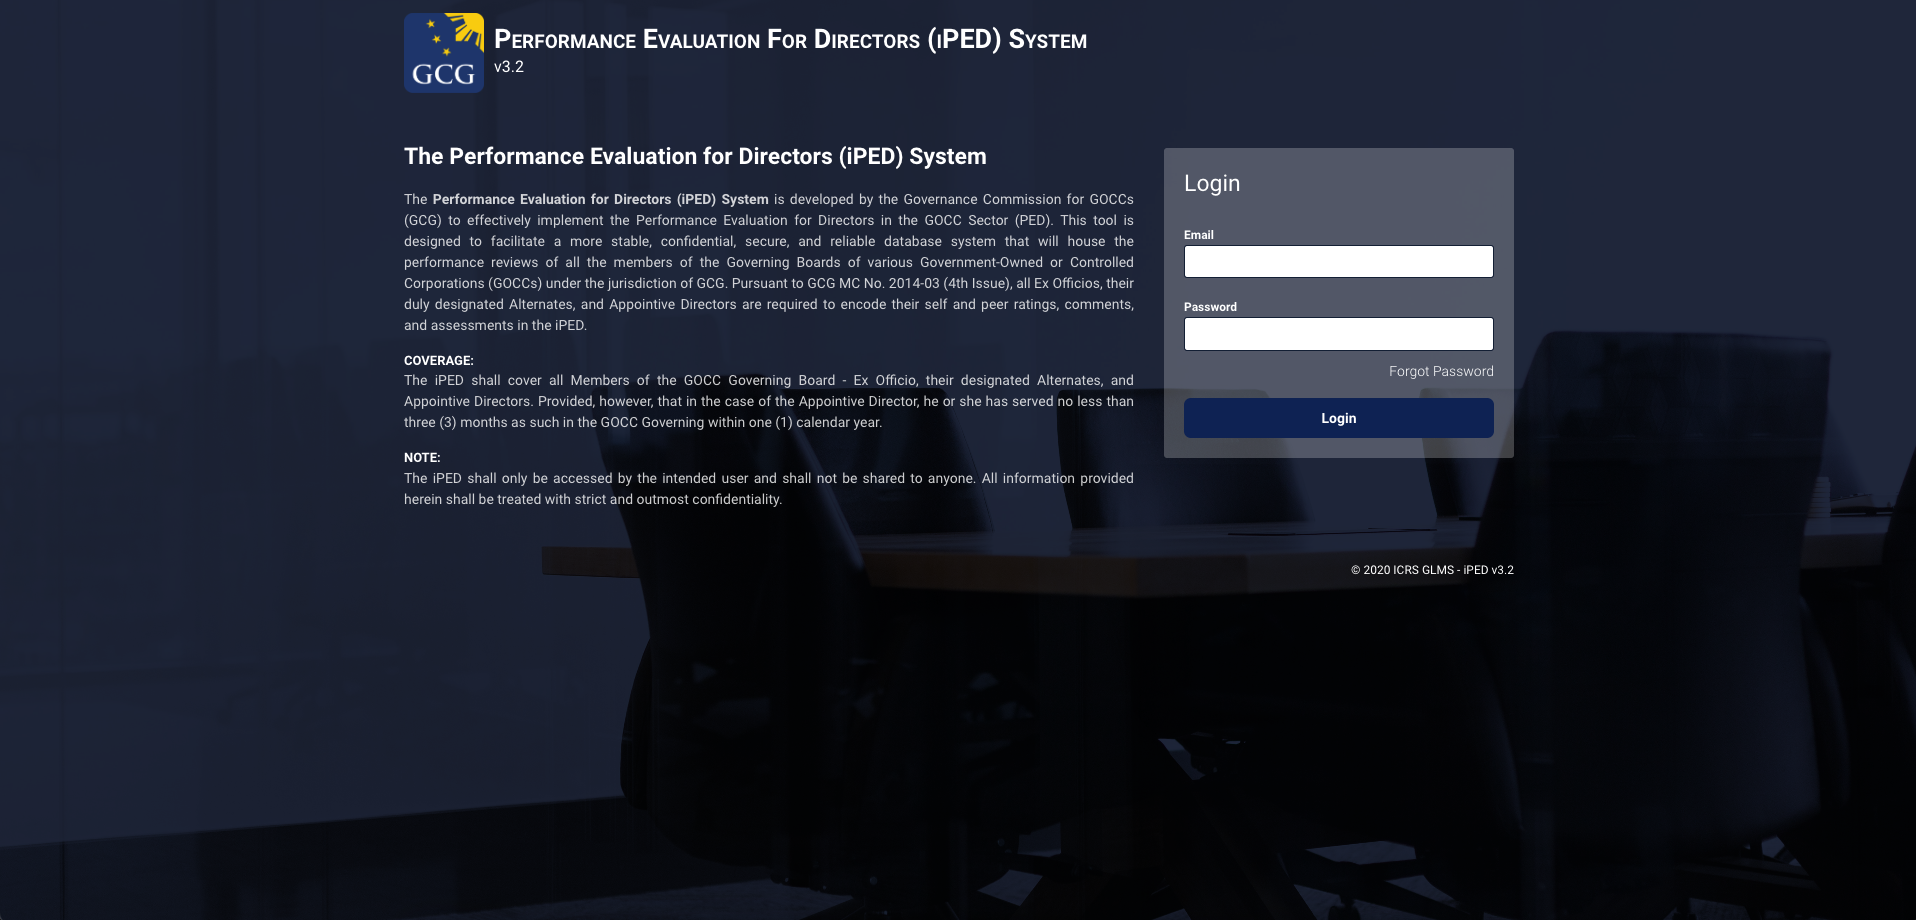 GCG
Performance Evaluation For Directors (iPED) System
v3.2
The Performance Evaluation for Directors (iPED) System
The Performance Evaluation for Directors (iPED) System is developed by the Governance Commission for GOCCs
(GCG) to effectively implement the Performance Evaluation for Directors in the GOCC Sector (PED). This tool is
designed to facilitate a more stable, confidential, secure, and reliable database system that will house the
performance reviews of all the members of the Governing Boards of various Government-Owned or Controlled
Corporations (GOCCs) under the jurisdiction of GCG. Pursuant to GCG MC No. 2014-03 (4th Issue), all Ex Officios, their
duly designated Alternates, and Appointive Directors are required to encode their self and peer ratings, comments,
and assessments in the iPED.
COVERAGE:
The iPED shall cover all Members of the GOCC Governing Board - Ex Officio, their designated Alternates, and
Appointive Directors. Provided, however, that in the case of the Appointive Director, he or she has served no less than
three (3) months as such in the GOCC Governing within one (1) calendar year.
NOTE:
The iPED shall only be accessed by the intended user and shall not be shared to anyone. All information provided
herein shall be treated with strict and outmost confidentiality.
Login
Email
Password
Forgot Password
Login
© 2020 ICRS GLMS - iPED v3.2